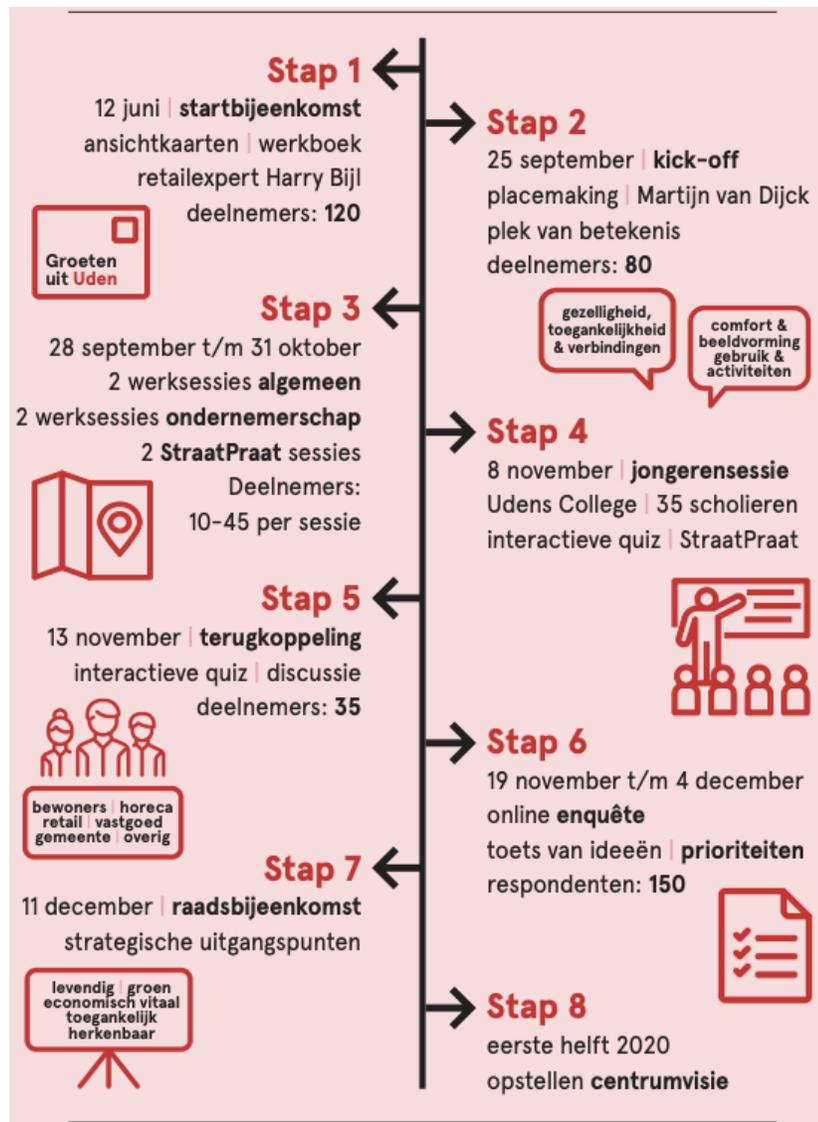 Stap 1
12 juni | startbijeenkomst
ansichtkaarten | werkboek
retailexpert Harry Bijl
deelnemers: 120
Groeten
uit Uden
Stap 2
25 september | kick-off
placemaking | Martijn van Dijck
plek van betekenis
deelnemers: 80
gezelligheid,
toegankelijkheid
& verbindingen
comfort &
beeldvorming
gebruik &
activiteiten
Stap 3
28 september t/m 31 oktober
2 werksessies algemeen
2 werksessies ondernemerschap
2 StraatPraat sessies
Deelnemers:
10-45 per sessie
Stap 4
8 november | jongerensessie
Udens College | 35 scholieren
interactieve quiz | StraatPraat
Stap 5
13 november | terugkoppeling
interactieve quiz | discussie
deelnemers: 35
bewoners | horeca
retail | vastgoed
gemeente | overig
Stap 6
19 november t/m 4 december
online enquête
toets van ideeën | prioriteiten
respondenten: 150
Stap 7
11 december | raadsbijeenkomst
strategische uitgangspunten
levendig | groen
economisch vitaal
toegankelijk
herkenbaar
Stap 8
eerste helft 2020
opstellen centrumvisie